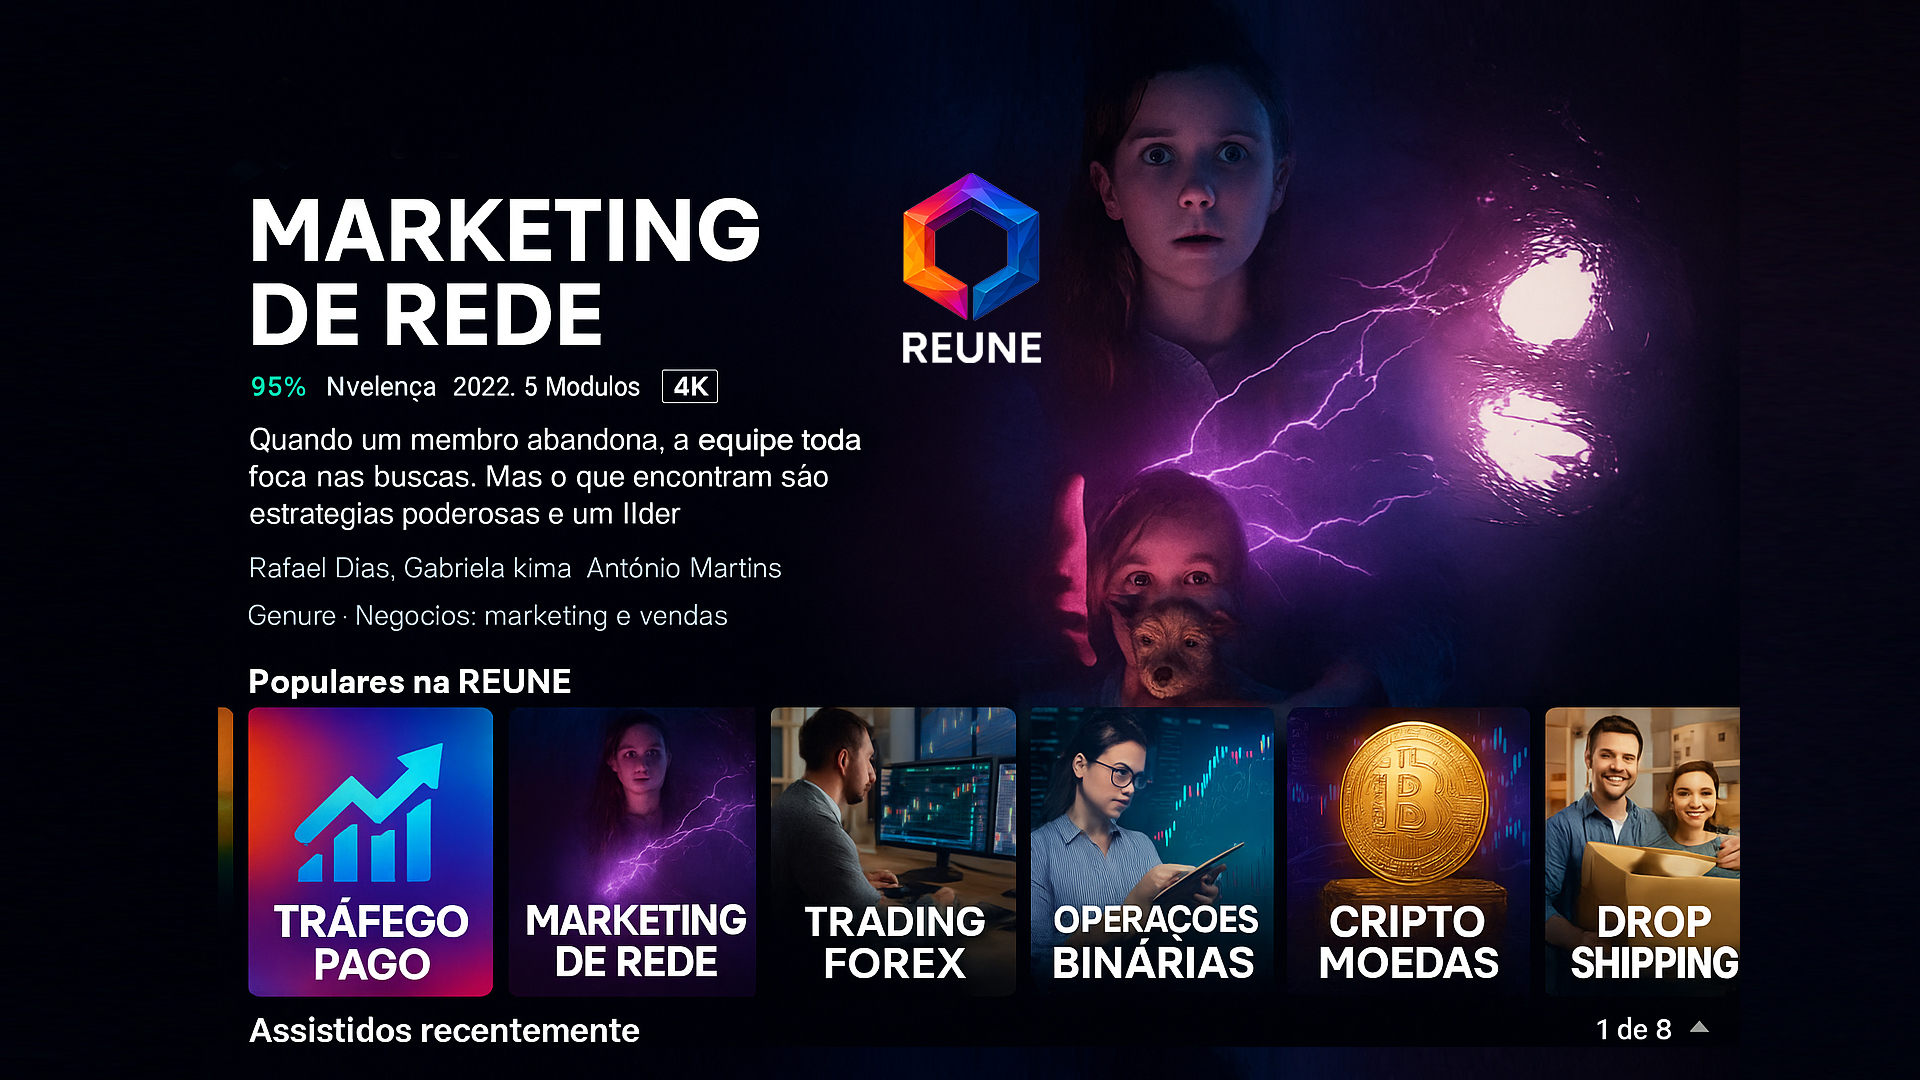 MARKETING
DE REDE
REUNE
95% Nvelença 2022. 5 Modulos 4K
Quando um membro abandona, a equipe toda
foca nas buscas. Mas o que encontram sáo
estrategias poderosas e um IIder
Rafael Dias, Gabriela kima António Martins
Genure · Negocios: marketing e vendas
Populares na REUNE
TRÁFEGO
PAGO
MARKETING
DE REDE
TRADING
FOREX
OPERAÇOES
BINÁRIAS
CRIPTO
MOEDAS
DROP
SHIPPING
Assistidos recentemente
1 de 8